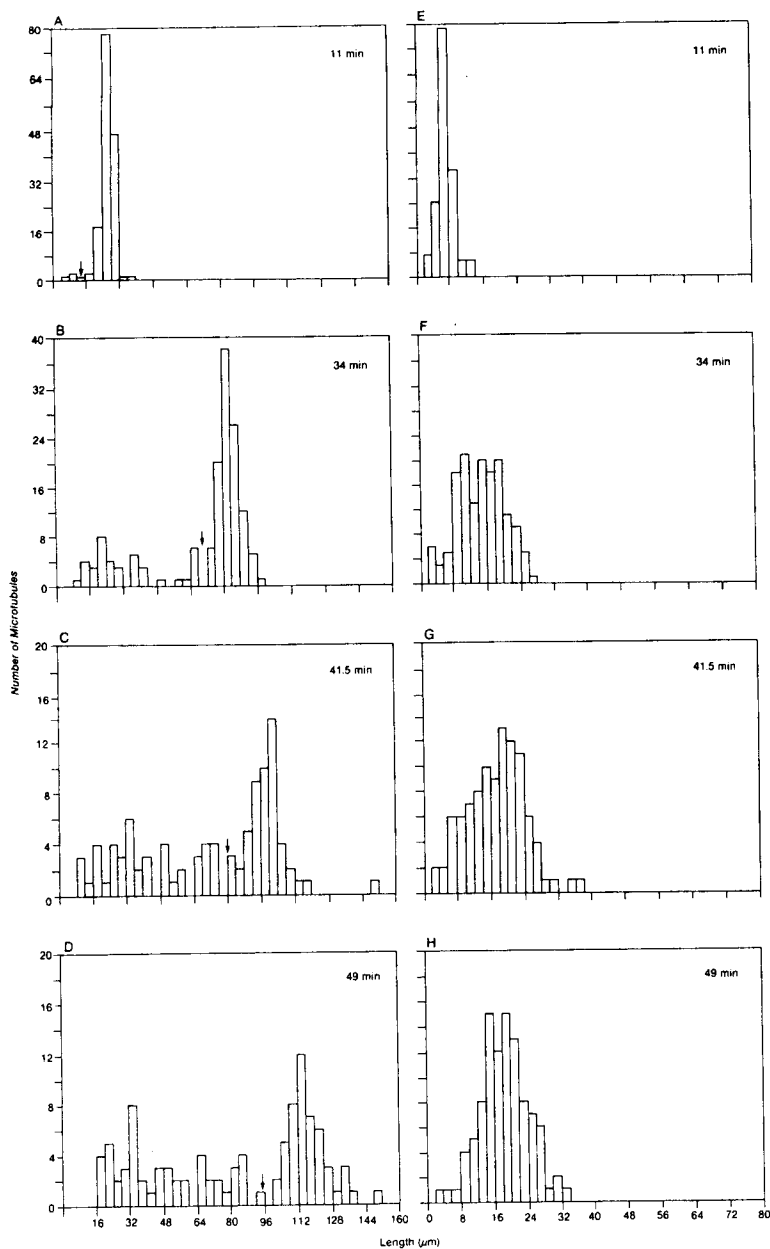 A
11 min
80
64
48
32
16
0
E
11 min
B
34 min
40
32
24
16
8
0
F
34 min
Number of Microtubules
C
41.5 min
20
16
12
8
4
0
G
41.5 min
D
49 min
20
16
12
8
4
0
H
49 min
16 32 48 64 80 96 112 128 144 160
0 8 16 24 32 40 48 56 64 72 80
Length (μm)